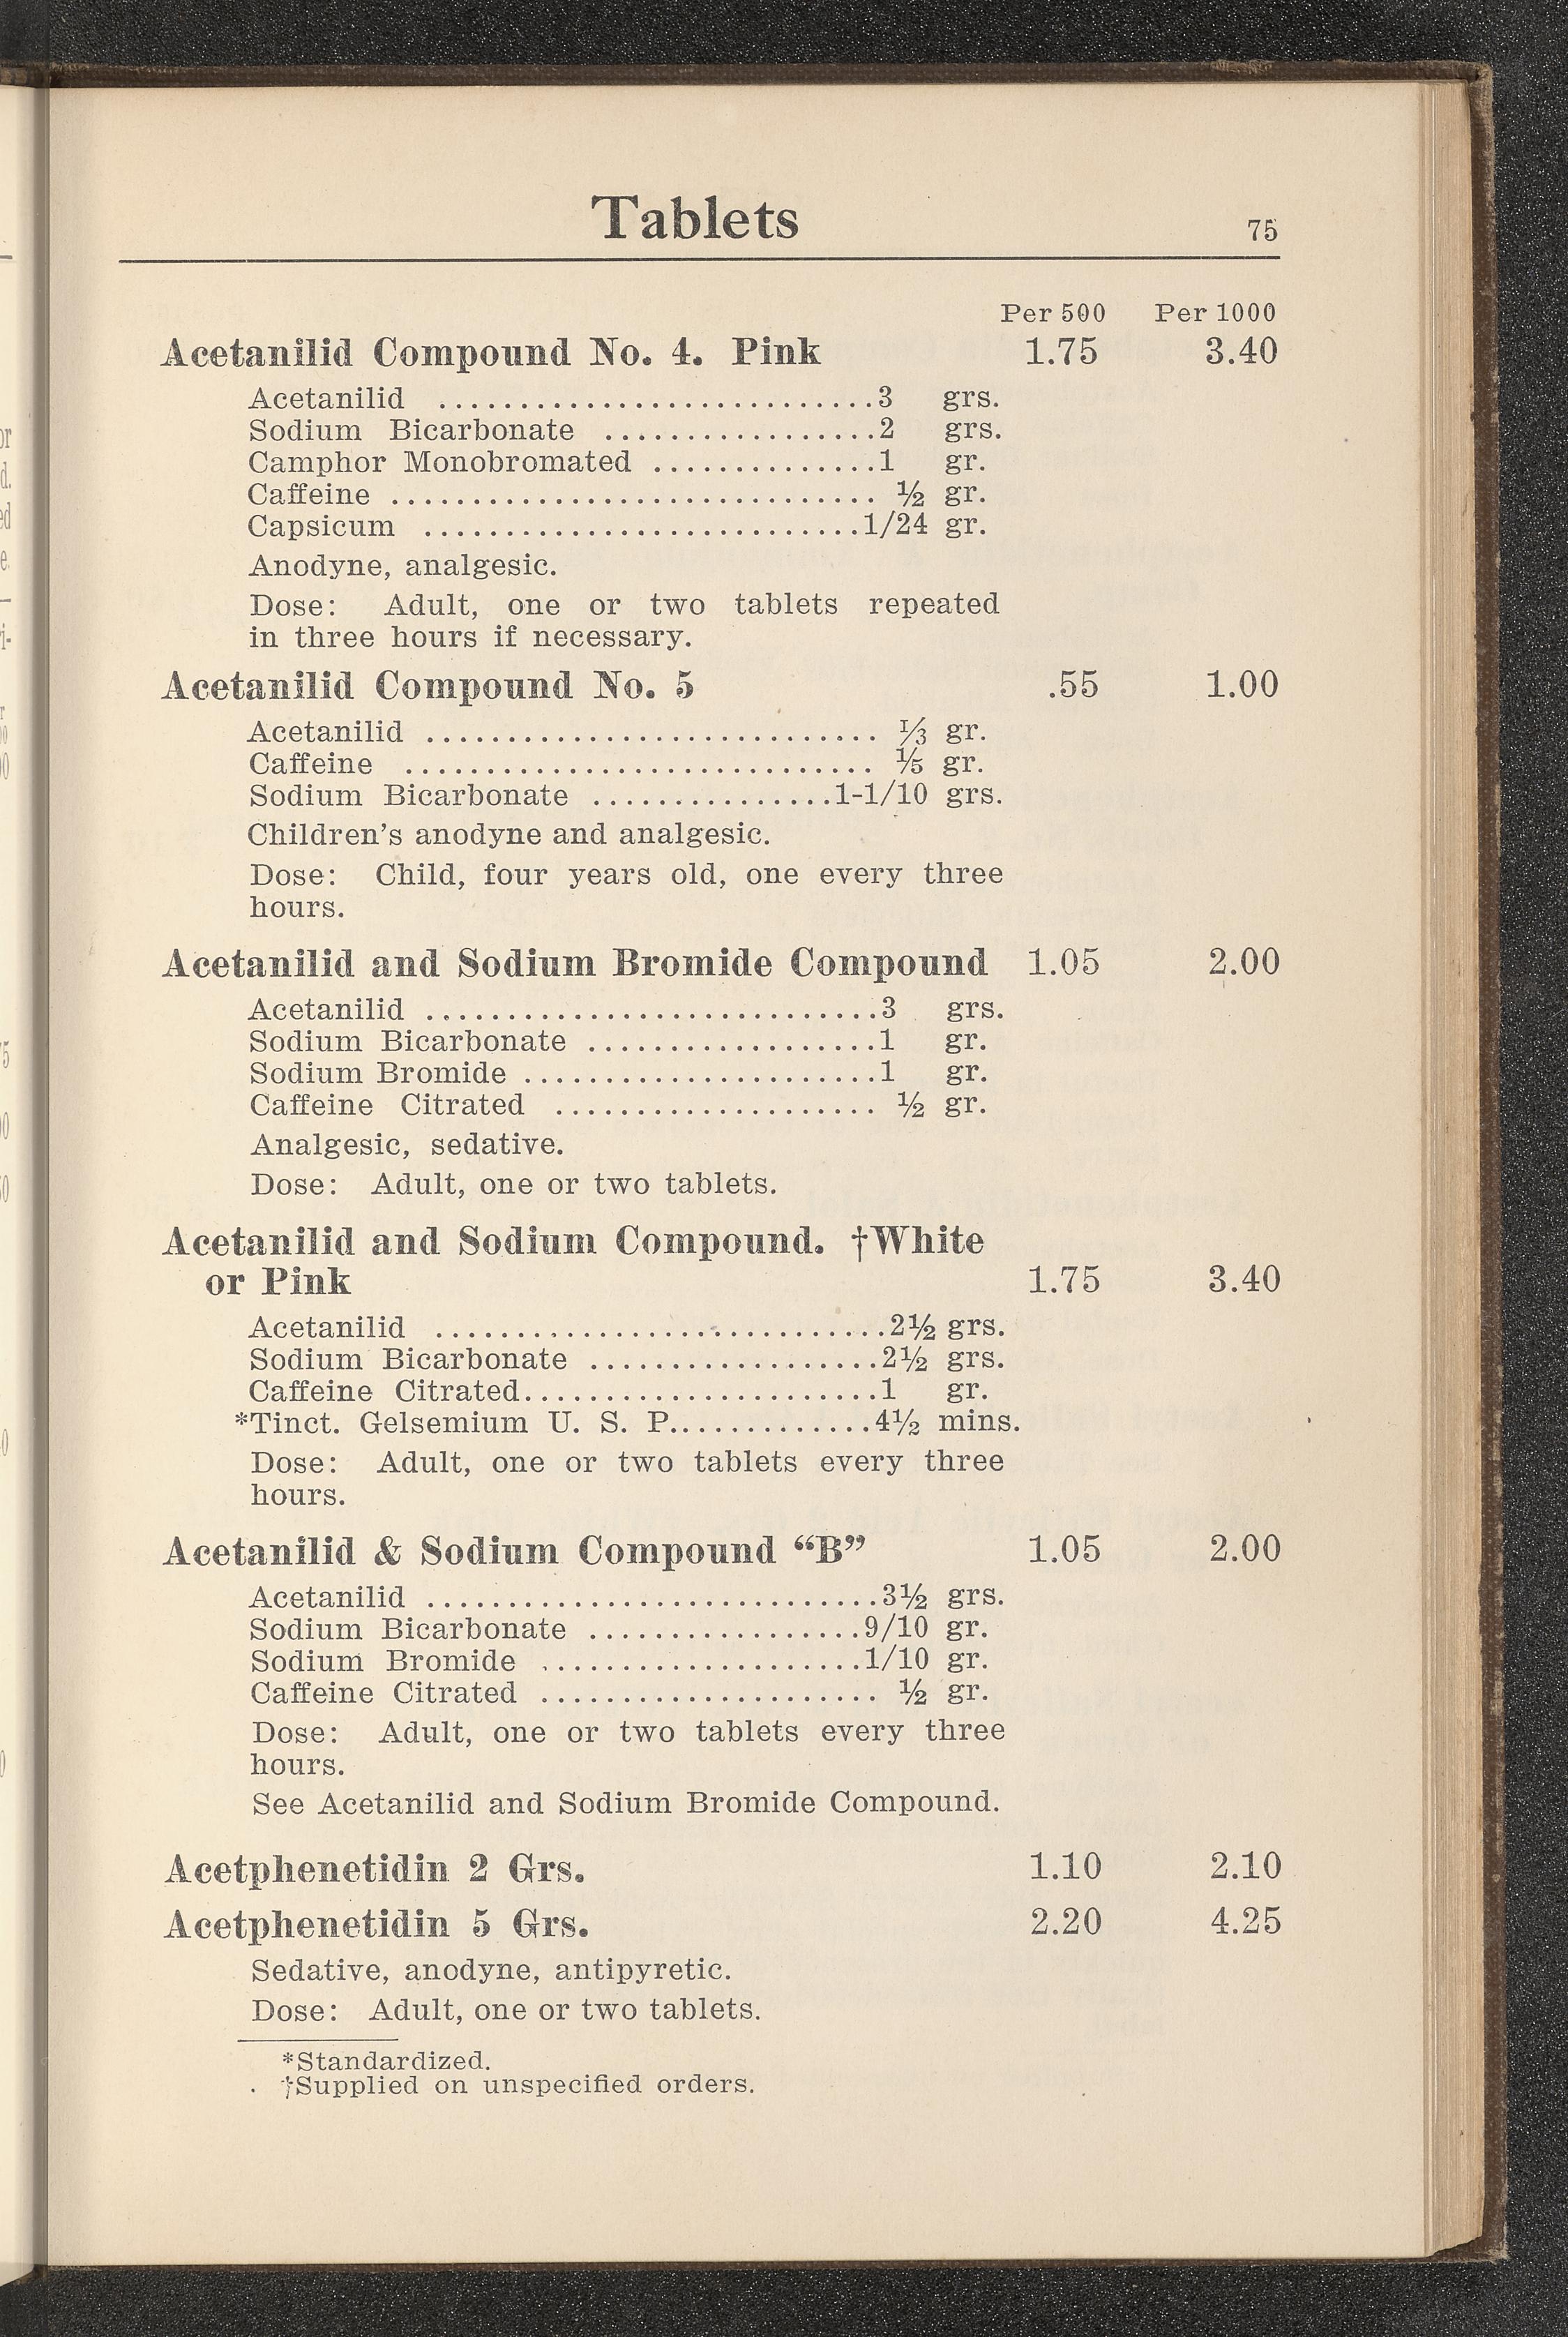 Tablets 75
Per 500 Per 1000
Acetanilid Compound No. 4. Pink 1.75 3.40
Acetanilid ...........................3 grs.
Sodium Bicarbonate .................2 grs.
Camphor Monobromated ..............1 gr.
Caffeine .............................. ½ gr.
Capsicum ...........................1/24 gr.
Anodyne, analgesic.
Dose: Adult, one or two tablets repeated
in three hours if necessary.
Acetanilid Compound No. 5 .55 1.00
Acetanilid ............................ ⅓ gr.
Caffeine ............................. ⅕ gr.
Sodium Bicarbonate ...............1-1/10 grs.
Children's anodyne and analgesic.
Dose: Child, four years old, one every three
hours.
Acetanilid and Sodium Bromide Compound 1.05 2.00
Acetanilid ............................3 grs.
Sodium Bicarbonate ..................1 gr.
Sodium Bromide ......................1 gr.
Caffeine Citrated .................... ½ gr.
Analgesic, sedative.
Dose: Adult, one or two tablets.
Acetanilid and Sodium Compound. †White
or Pink 1.75 3.40
Acetanilid ............................2½ grs.
Sodium Bicarbonate ..................2½ grs.
Caffeine Citrated......................1 gr.
*Tinct. Gelsemium U. S. P.............4½ mins.
Dose: Adult, one or two tablets every three
hours.
Acetanilid & Sodium Compound “B” 1.05 2.00
Acetanilid ............................3½ grs.
Sodium Bicarbonate .................9/10 gr.
Sodium Bromide ....................1/10 gr.
Caffeine Citrated ..................... ½ gr.
Dose: Adult, one or two tablets every three
hours.
See Acetanilid and Sodium Bromide Compound.
Acetphenetidin 2 Grs. 1.10 2.10
Acetphenetidin 5 Grs. 2.20 4.25
Sedative, anodyne, antipyretic.
Dose: Adult, one or two tablets.
*Standardized.
†Supplied on unspecified orders.